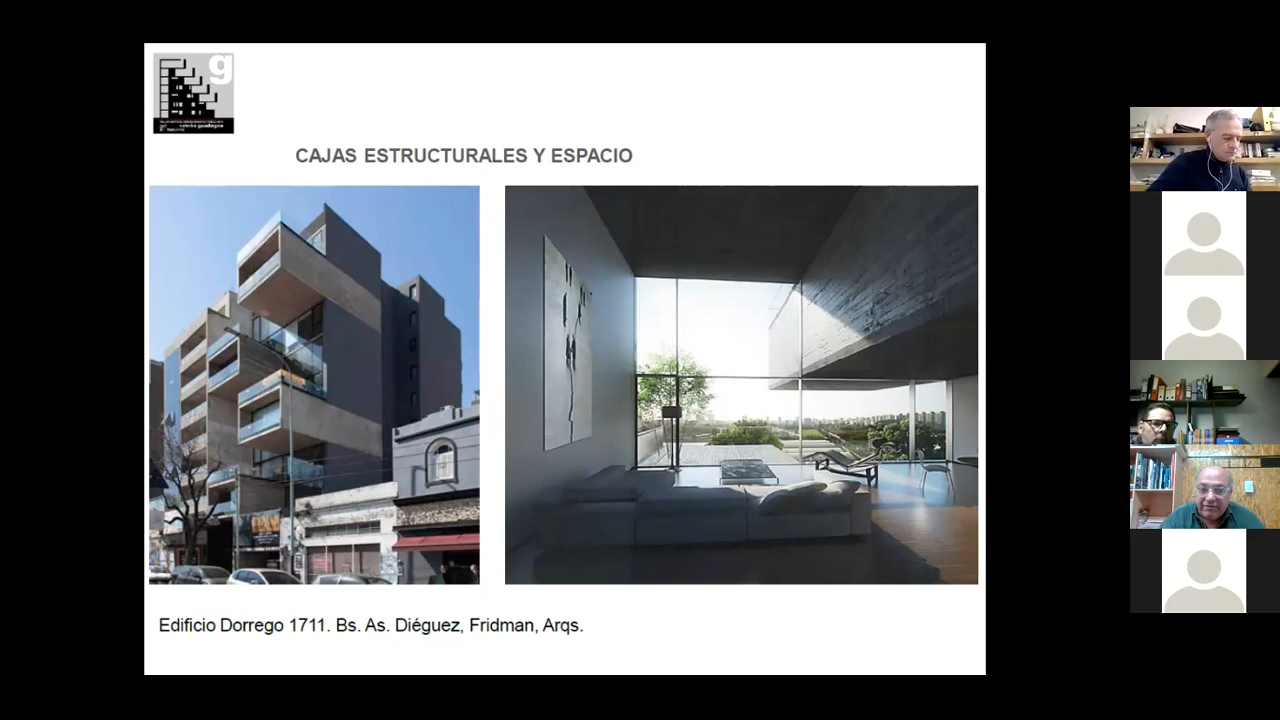 g
CAJAS ESTRUCTURALES Y ESPACIO
Edificio Dorrego 1711. Bs. As. Diéguez, Fridman, Arqs.